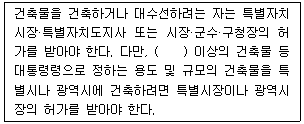 건축물을 건축하거나 대수선하려는 자는 특별자치
시장·특별자치도지사 또는 시장·군수·구청장의 허
가를 받아야 한다. 다만, (     ) 이상의 건축물 등
대통령령으로 정하는 용도 및 규모의 건축물을 특
별시나 광역시에 건축하려면 특별시장이나 광역시
장의 허가를 받아야 한다.